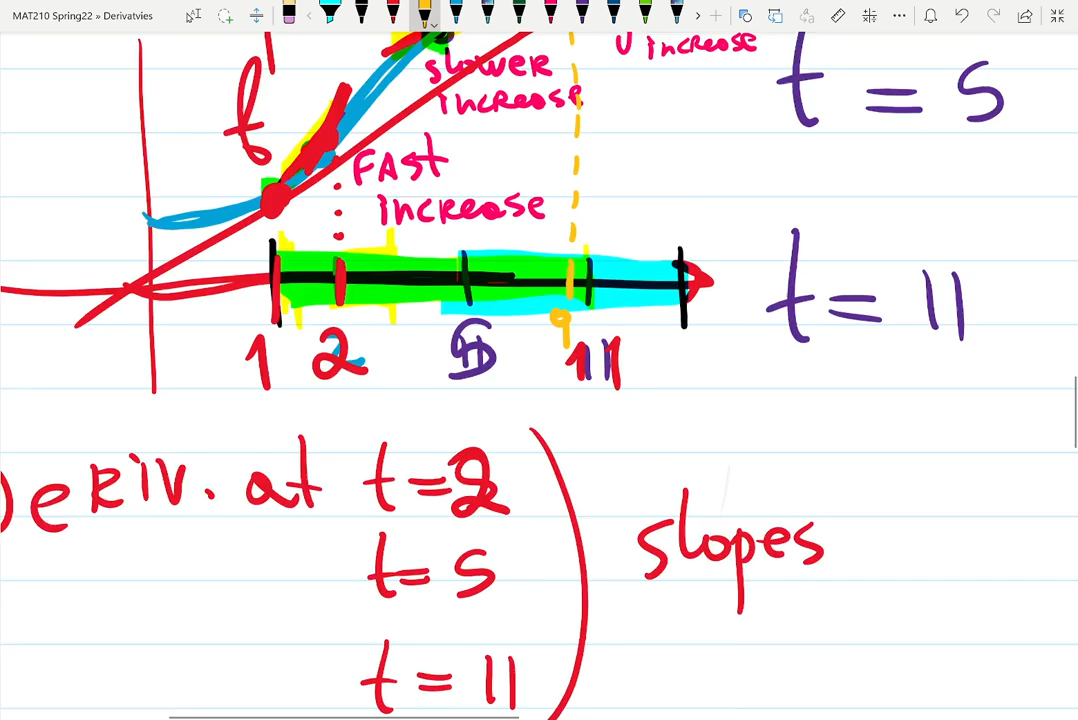 MAT210 Spring22 » Derivatvies
increase
t = 5
f
slower
increase
FAst
increase
t = 11
1 2 5 9 11
Deriv. at t=2
t=5
t=11
slopes